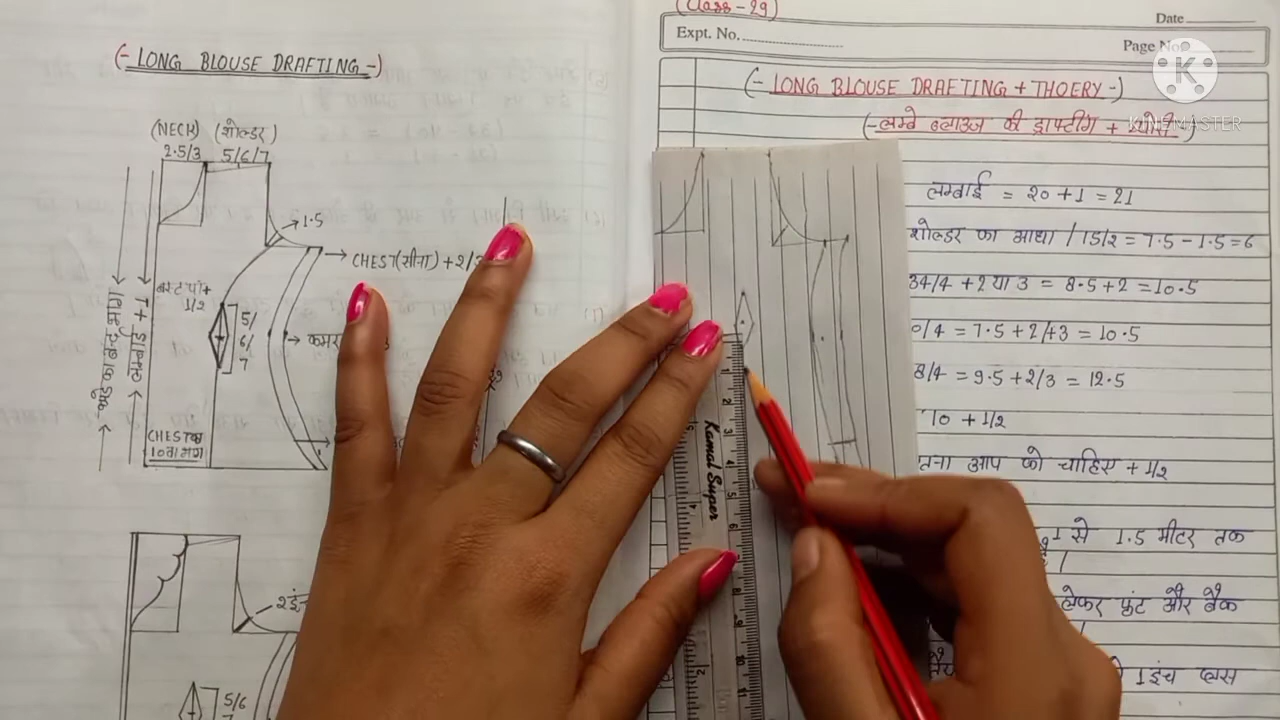 (- LONG BLOUSE DRAFTING -)
(NECK) (शोल्डर)
2.5/3 5/6/7
1.5
CHEST(सीना) + 2/3
1/2
5/
6/
7
कमर
लम्बाई + 1
CHEST का
10वा भाग
5/6
(Class - 29)
Date
Expt. No.
Page No.
KINEMASTER
(- LONG BLOUSE DRAFTING + THOERY -)
(- लम्बे ब्लाउज की ड्राफ्टींग + थ्योरी -)
लम्बाई = 20 + 1 = 21
शोल्डर का आधा / 15/2 = 7.5 - 1.5 = 6
34/4 + 2 या 3 = 8.5 + 2 = 10.5
0/4 = 7.5 + 2/+3 = 10.5
8/4 = 9.5 + 2/3 = 12.5
10 + 1/2
तना आप को चाहिए + 1/2
1 से 1.5 मीटर तक
लेकर फ्रंट और बैक
1 इंच प्लस
Kamal Super